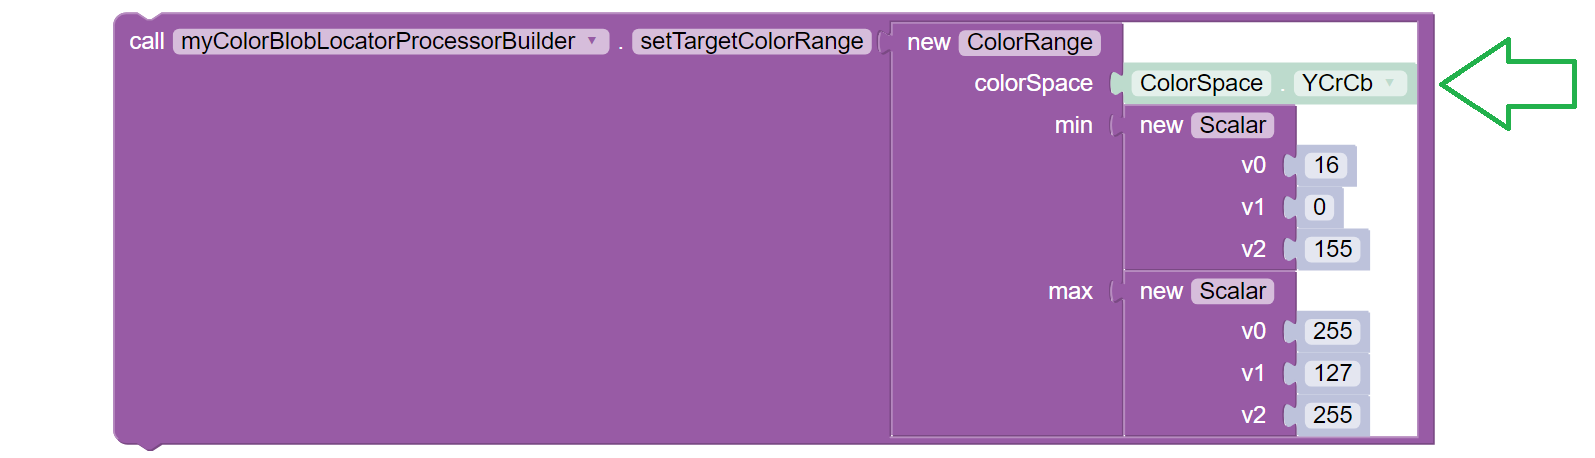 call myColorBlobLocatorProcessorBuilder . setTargetColorRange new ColorRange
colorSpace ColorSpace . YCrCb
min new Scalar
v0 16
v1 0
v2 155
max new Scalar
v0 255
v1 127
v2 255